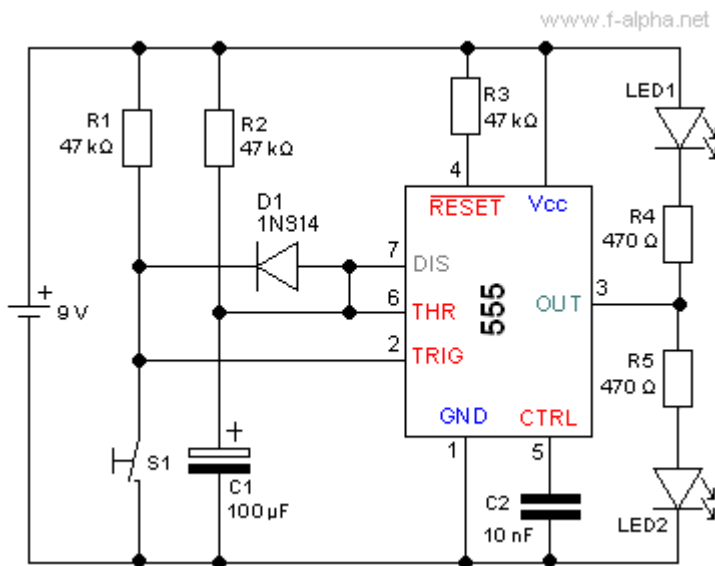 www.f-alpha.net
R1
47 kΩ
R2
47 kΩ
R3
47 kΩ
LED1
4
RESET
Vcc
D1
1N914
R4
470 Ω
7
DIS
6
THR
555
OUT
3
+
9 V
2
TRIG
R5
470 Ω
GND
CTRL
1
5
+
S1
C1
100 µF
C2
10 nF
LED2